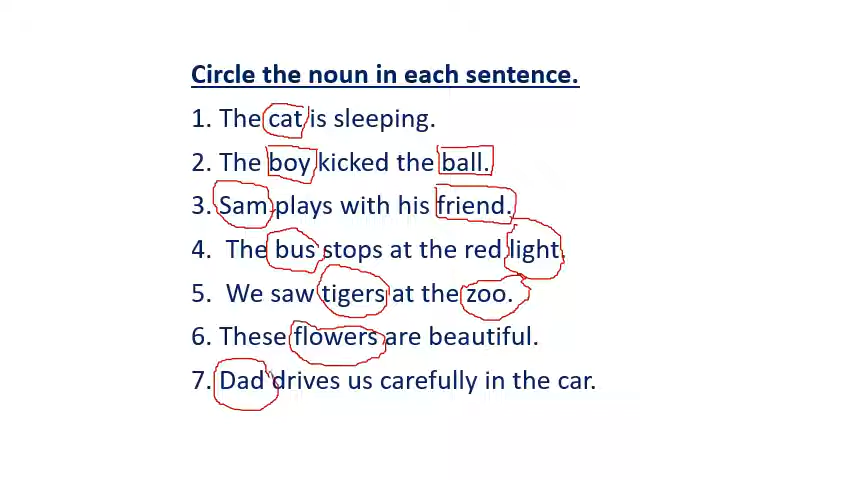 Circle the noun in each sentence.
1. The cat is sleeping.
2. The boy kicked the ball.
3. Sam plays with his friend.
4. The bus stops at the red light.
5. We saw tigers at the zoo.
6. These flowers are beautiful.
7. Dad drives us carefully in the car.